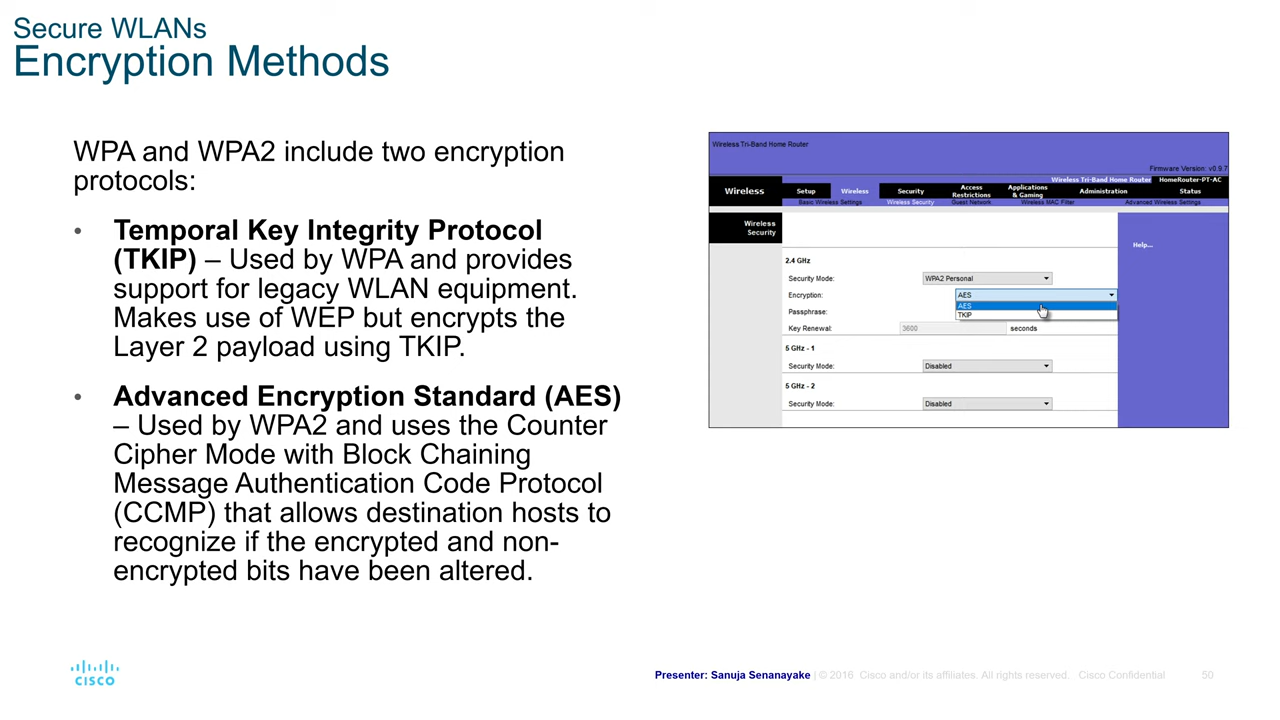 Secure WLANs
Encryption Methods
WPA and WPA2 include two encryption
protocols:
• Temporal Key Integrity Protocol
(TKIP) – Used by WPA and provides
support for legacy WLAN equipment.
Makes use of WEP but encrypts the
Layer 2 payload using TKIP.
• Advanced Encryption Standard (AES)
– Used by WPA2 and uses the Counter
Cipher Mode with Block Chaining
Message Authentication Code Protocol
(CCMP) that allows destination hosts to
recognize if the encrypted and non-
encrypted bits have been altered.
Wireless Tri-Band Home Router
Firmware Version: v0.9.7
Wireless Tri-Band Home Router HomeRouter-PT-AC
Wireless
Setup Wireless Security Access Restrictions Applications & Gaming Administration Status
Basic Wireless Settings Wireless Security Guest Network Wireless MAC Filter Advanced Wireless Settings
Wireless
Security
Help...
2.4 GHz
Security Mode: WPA2 Personal
Encryption: AES
AES
Passphrase: TKIP
Key Renewal: 3600 seconds
5 GHz - 1
Security Mode: Disabled
5 GHz - 2
Security Mode: Disabled
CISCO
Presenter: Sanuja Senanayake | © 2016 Cisco and/or its affiliates. All rights reserved. Cisco Confidential 50